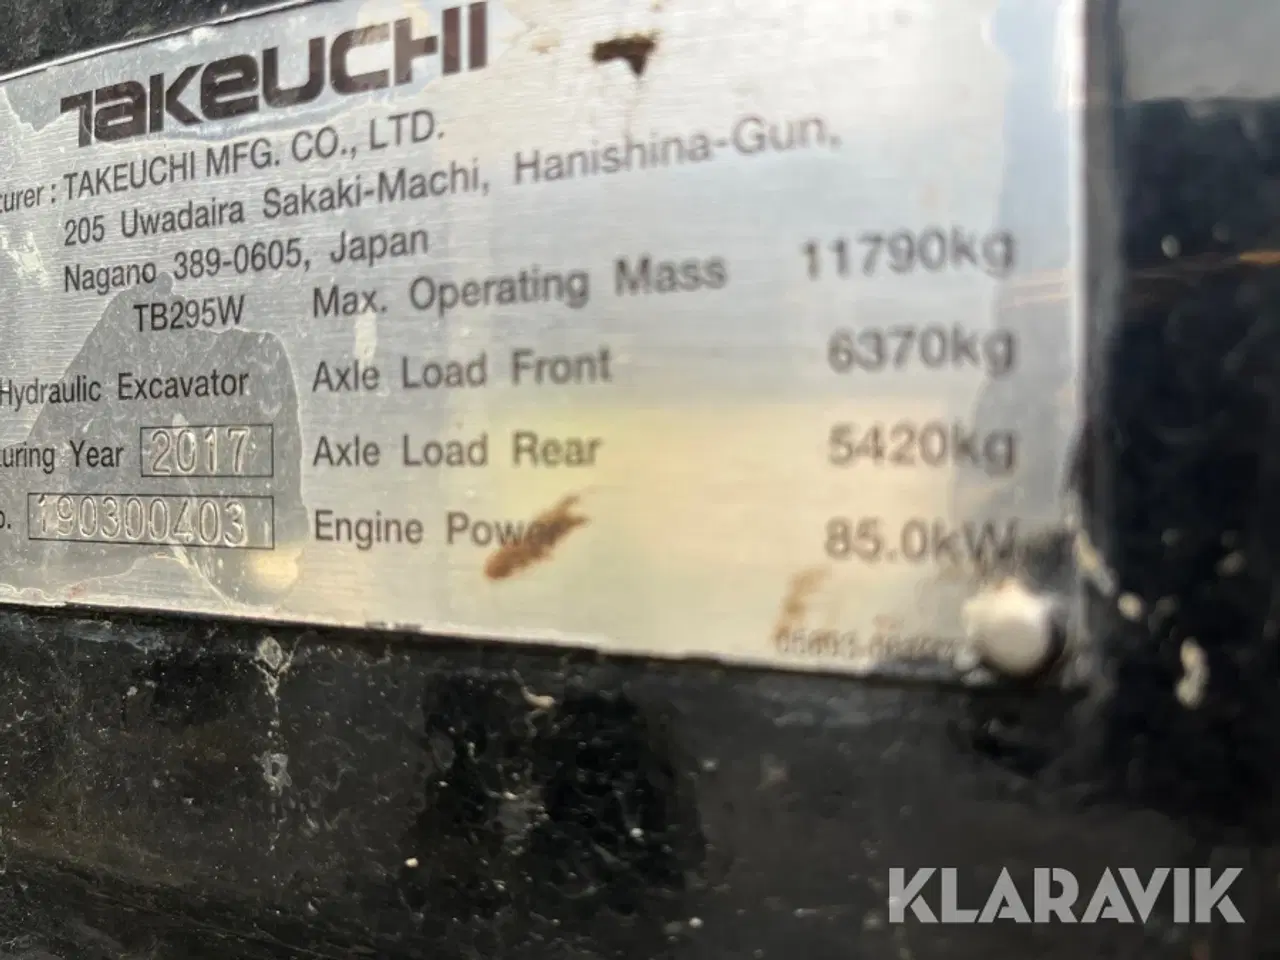 TAKEUCHI
turer : TAKEUCHI MFG. CO., LTD.
205 Uwadaira Sakaki-Machi, Hanishina-Gun,
Nagano 389-0605, Japan
TB295W Max. Operating Mass 11790kg
Hydraulic Excavator Axle Load Front 6370kg
turing Year 2017 Axle Load Rear 5420kg
o. 190300403 Engine Power 85.0kW
KLARAVIK